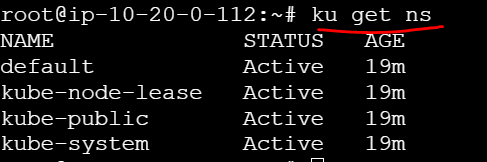 root@ip-10-20-0-112:~# ku get ns
NAME STATUS AGE
default Active 19m
kube-node-lease Active 19m
kube-public Active 19m
kube-system Active 19m